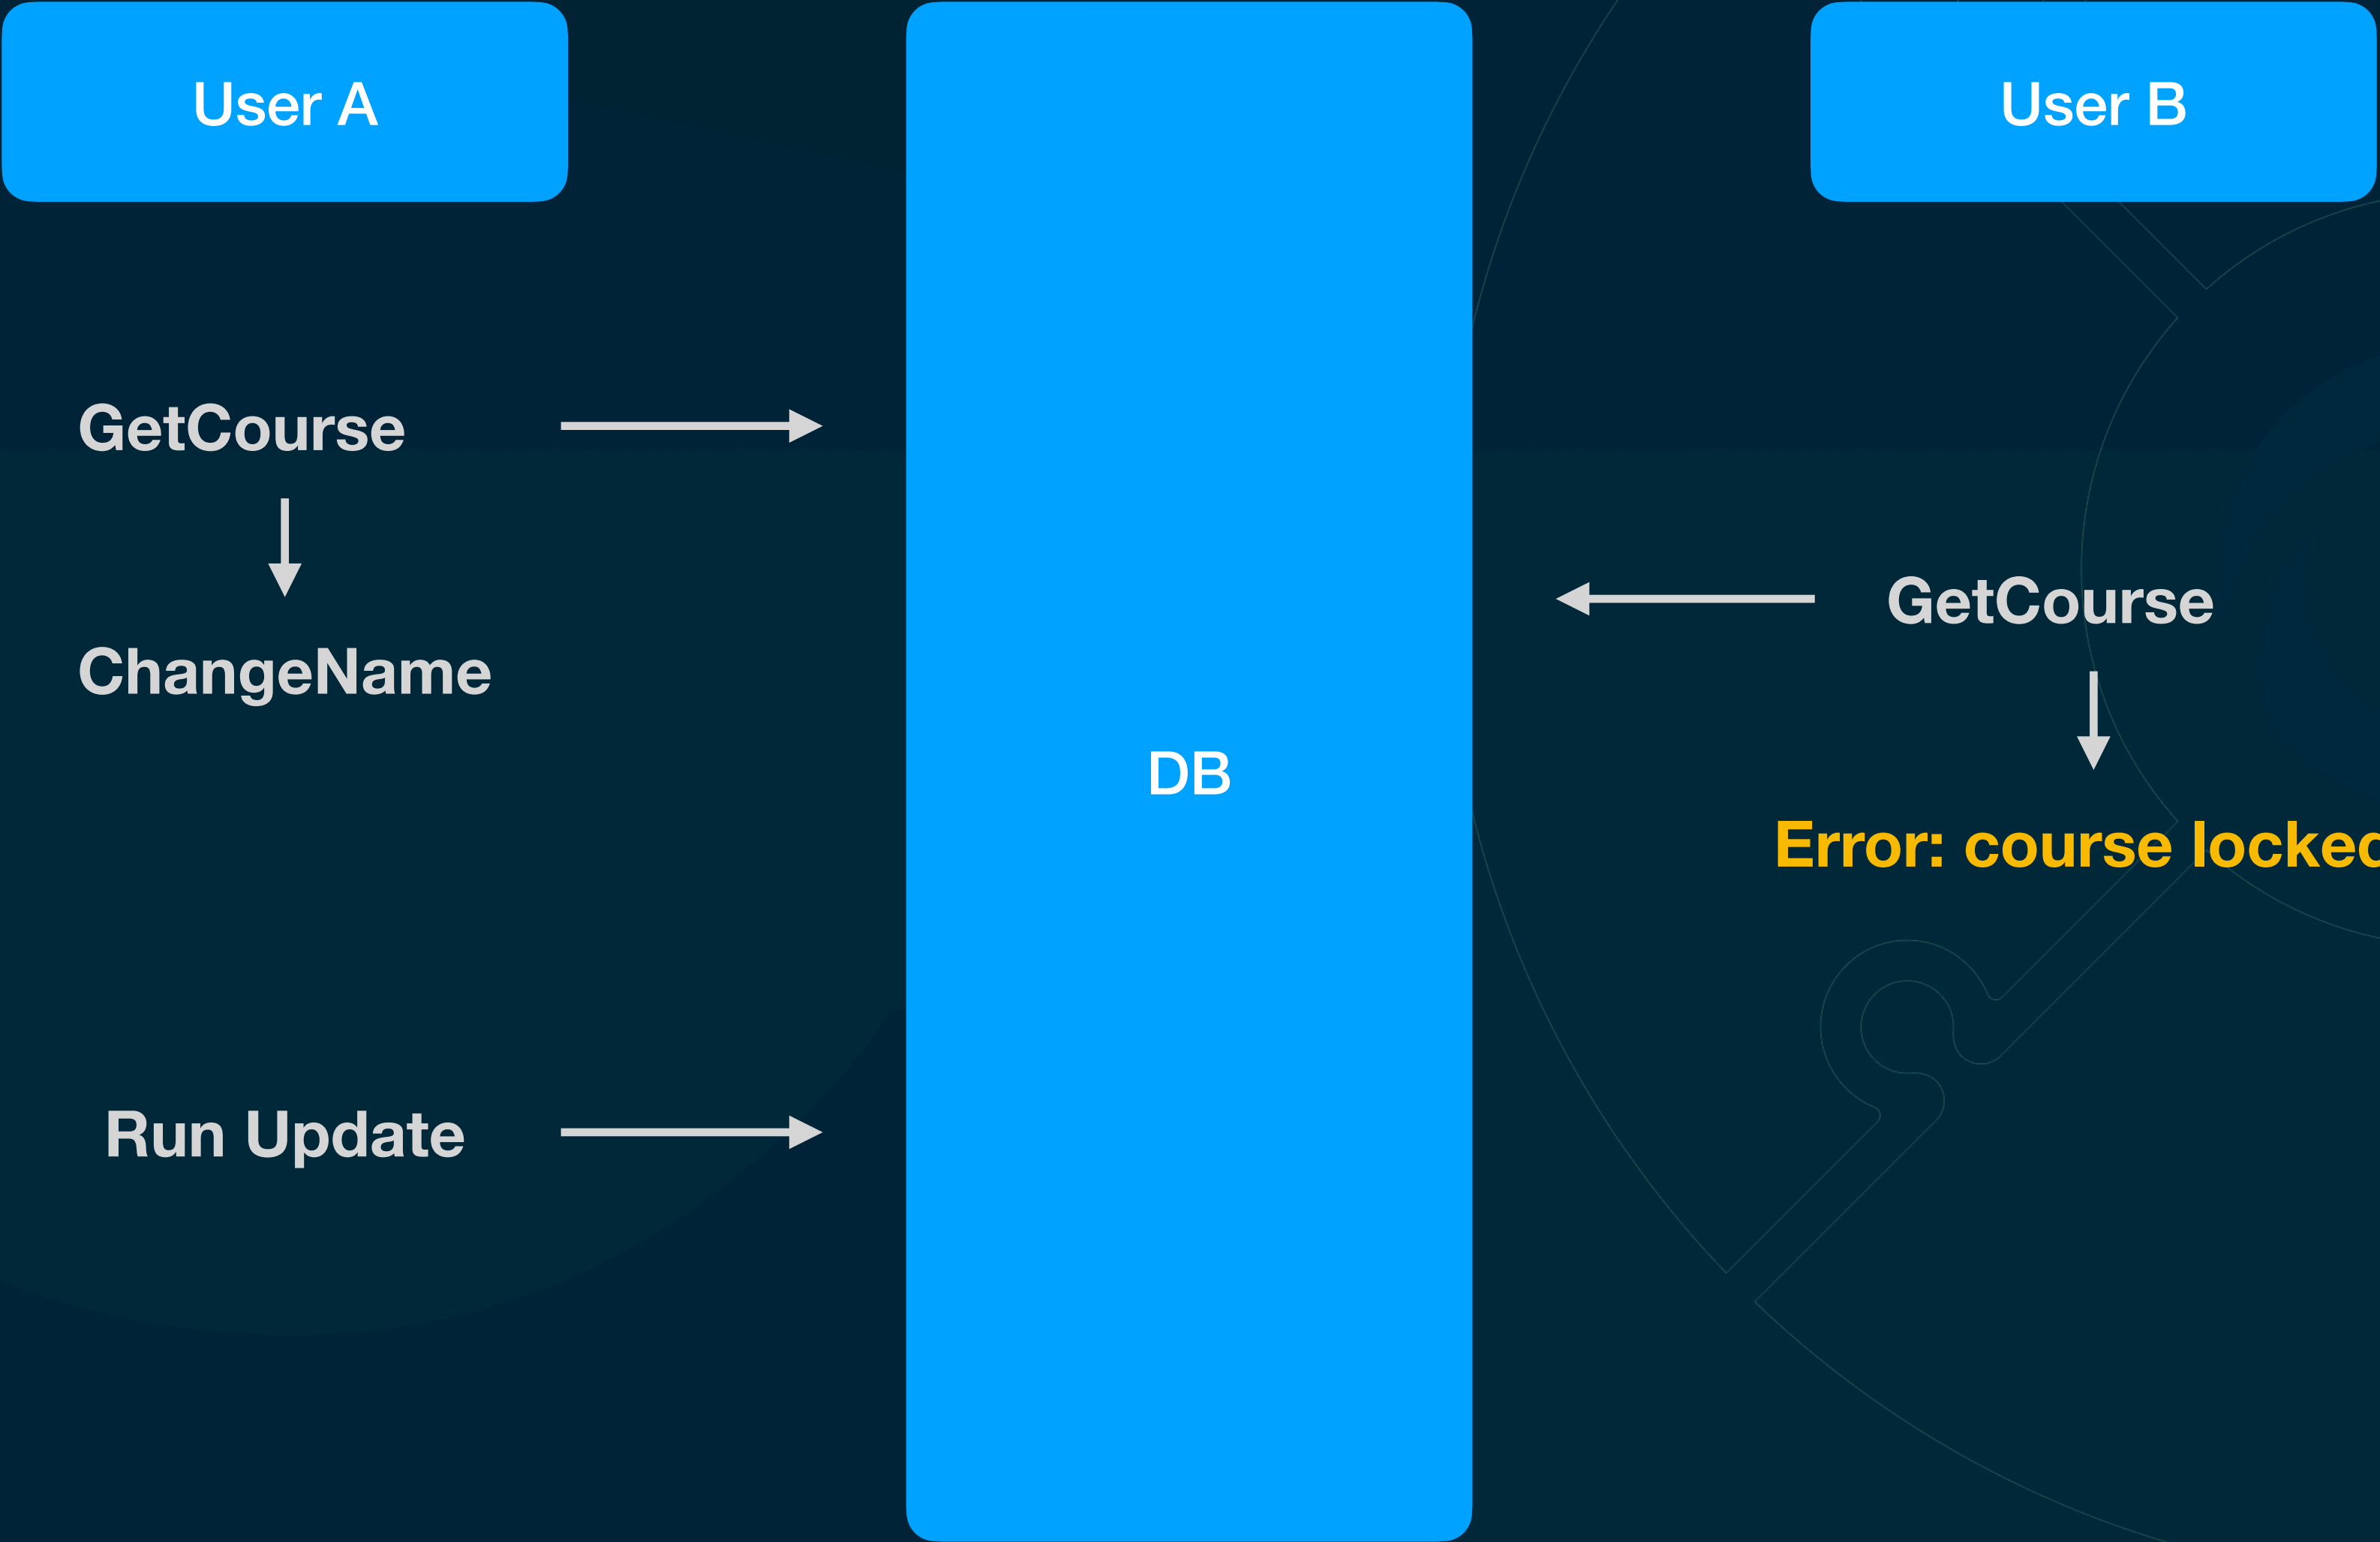 User A
DB
User B
GetCourse
ChangeName
Run Update
GetCourse
Error: course locked